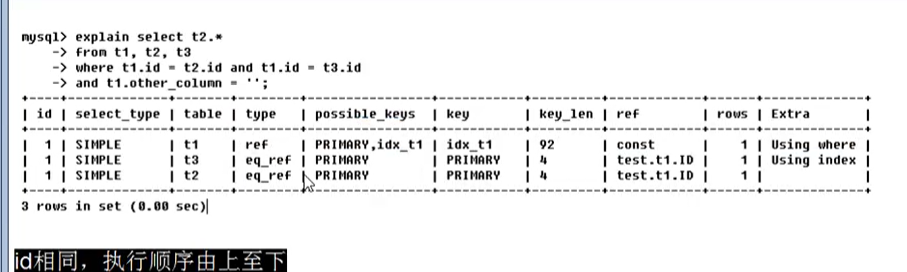 mysql> explain select t2.*
-> from t1, t2, t3
-> where t1.id = t2.id and t1.id = t3.id
-> and t1.other_column = '';
+----+-------------+-------+--------+----------------+---------+---------+------------+------+-------------+
| id | select_type | table | type | possible_keys | key | key_len | ref | rows | Extra |
+----+-------------+-------+--------+----------------+---------+---------+------------+------+-------------+
| 1 | SIMPLE | t1 | ref | PRIMARY,idx_t1 | idx_t1 | 92 | const | 1 | Using where |
| 1 | SIMPLE | t3 | eq_ref | PRIMARY | PRIMARY | 4 | test.t1.ID | 1 | Using index |
| 1 | SIMPLE | t2 | eq_ref | PRIMARY | PRIMARY | 4 | test.t1.ID | 1 | |
+----+-------------+-------+--------+----------------+---------+---------+------------+------+-------------+
3 rows in set (0.00 sec)
id相同，执行顺序由上至下